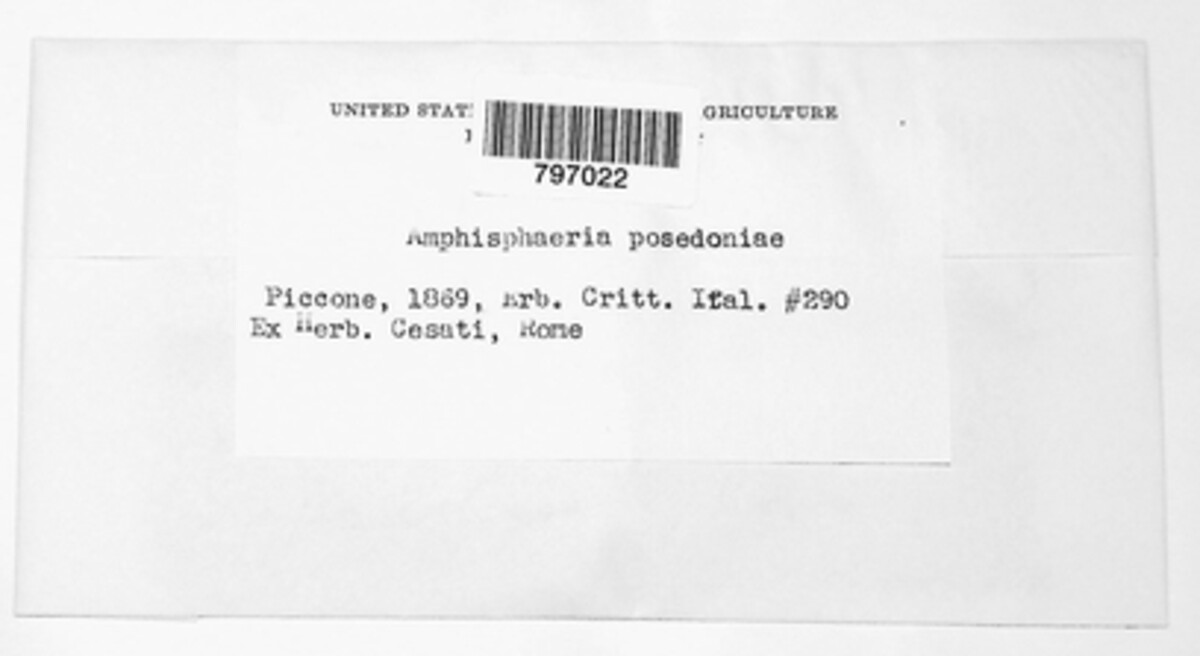 UNITED STAT GRICULTURE
797022
Amphisphaeria posedoniae
Piccone, 1869, Erb. Critt. Ital. #290
Ex Herb. Cesati, Rome